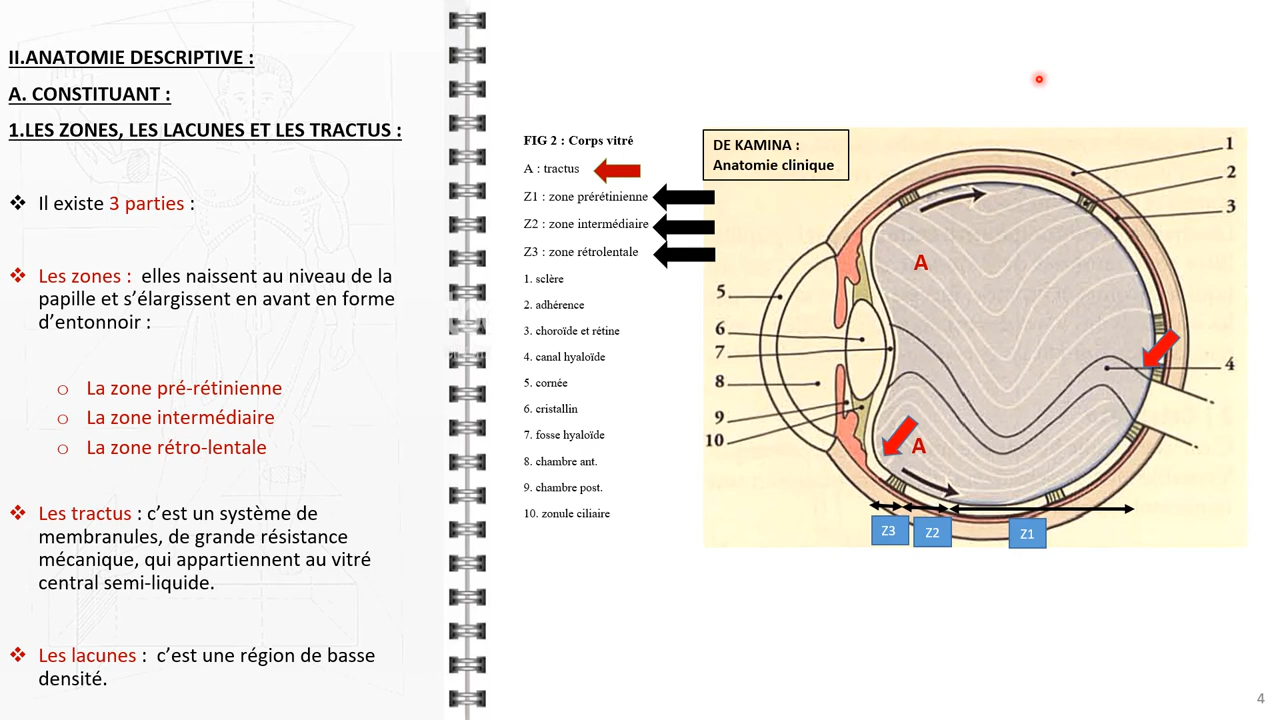 II.ANATOMIE DESCRIPTIVE :
A. CONSTITUANT :
1.LES ZONES, LES LACUNES ET LES TRACTUS :
❖ Il existe 3 parties :
❖ Les zones : elles naissent au niveau de la
papille et s’élargissent en avant en forme
d’entonnoir :
o La zone pré-rétinienne
o La zone intermédiaire
o La zone rétro-lentale
❖ Les tractus : c’est un système de
membranules, de grande résistance
mécanique, qui appartiennent au vitré
central semi-liquide.
❖ Les lacunes : c’est une région de basse
densité.
FIG 2 : Corps vitré
A : tractus
Z1 : zone prérétinienne
Z2 : zone intermédiaire
Z3 : zone rétrolentale
1. sclère
2. adhérence
3. choroïde et rétine
4. canal hyaloïde
5. cornée
6. cristallin
7. fosse hyaloïde
8. chambre ant.
9. chambre post.
10. zonule ciliaire
DE KAMINA :
Anatomie clinique
1
2
3
A
5
6
7
4
8
9
10
A
Z3
Z2
Z1
4